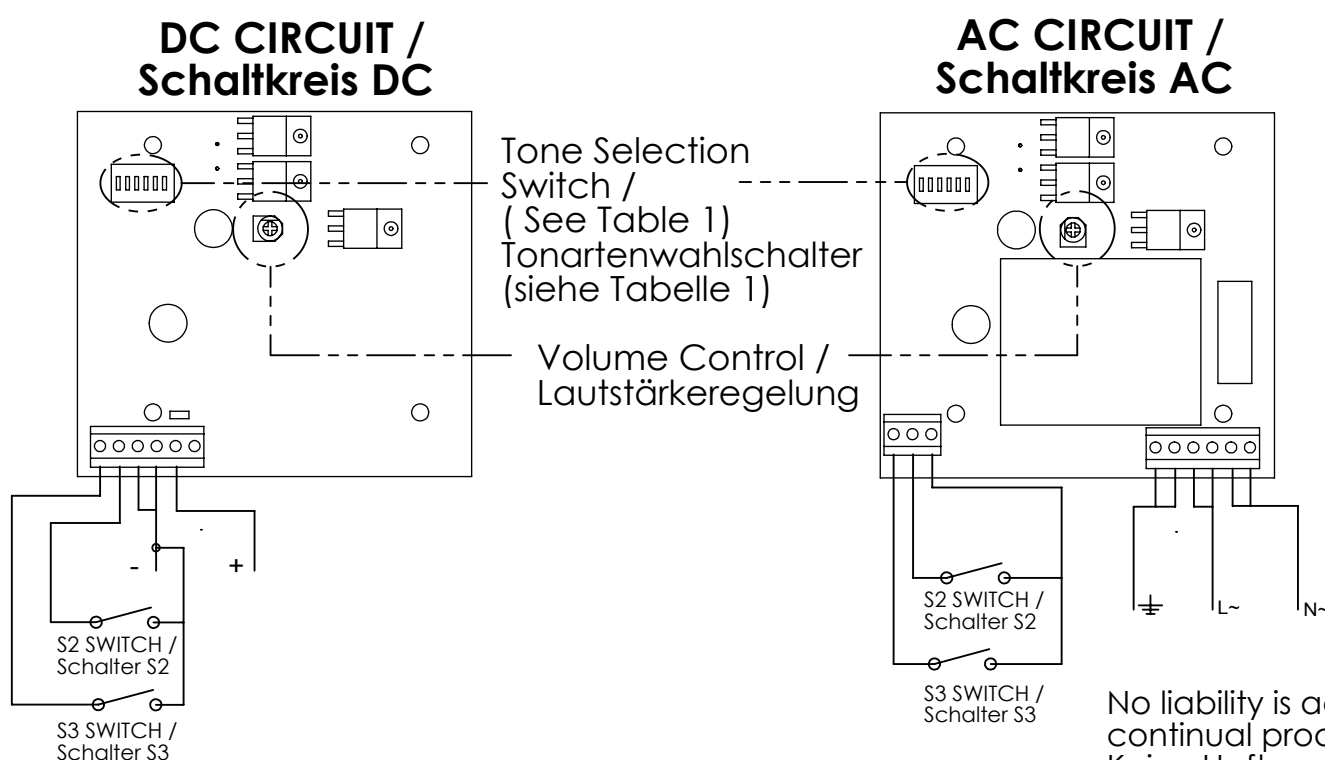 DC CIRCUIT /
Schaltkreis DC
AC CIRCUIT /
Schaltkreis AC
Tone Selection
Switch /
( See Table 1)
Tonartenwahlschalter
(siehe Tabelle 1)
Volume Control /
Lautstärkeregelung
- +
S2 SWITCH /
Schalter S2
S3 SWITCH /
Schalter S3
S2 SWITCH /
Schalter S2
S3 SWITCH /
Schalter S3
L~
N~
No liability is
continual